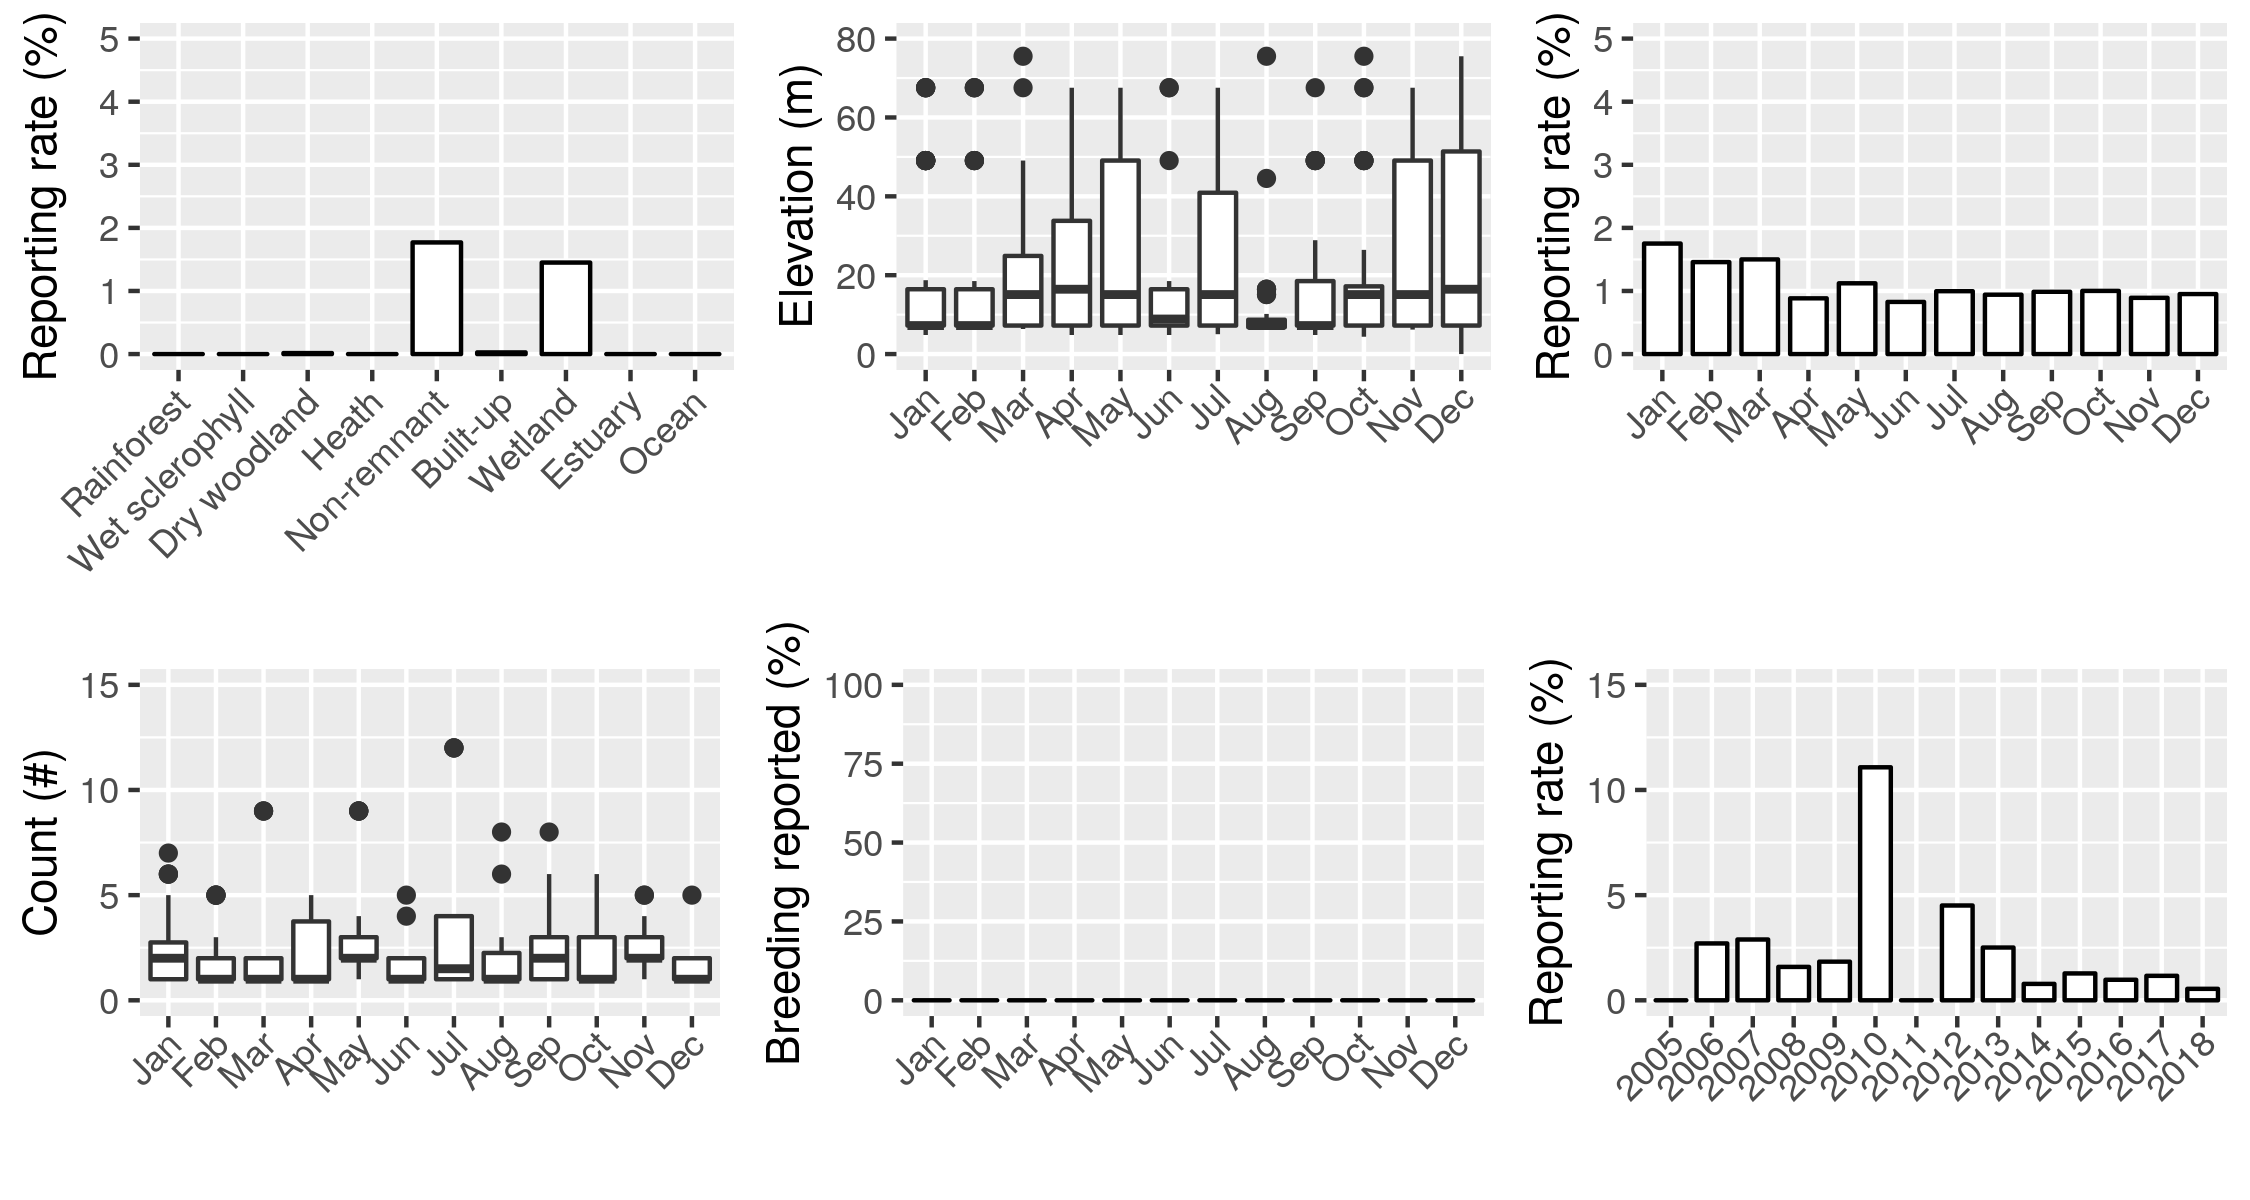 Reporting rate (%)
5
4
3
2
1
0
Rainforest
Wet sclerophyll
Dry woodland
Heath
Non-remnant
Built-up
Wetland
Estuary
Ocean
Elevation (m)
80
60
40
20
0
Jan
Feb
Mar
Apr
May
Jun
Jul
Aug
Sep
Oct
Nov
Dec
Reporting rate (%)
5
4
3
2
1
0
Jan
Feb
Mar
Apr
May
Jun
Jul
Aug
Sep
Oct
Nov
Dec
Count (#)
15
10
5
0
Jan
Feb
Mar
Apr
May
Jun
Jul
Aug
Sep
Oct
Nov
Dec
Breeding reported (%)
100
75
50
25
0
Jan
Feb
Mar
Apr
May
Jun
Jul
Aug
Sep
Oct
Nov
Dec
Reporting rate (%)
15
10
5
0
2005
2006
2007
2008
2009
2010
2011
2012
2013
2014
2015
2016
2017
2018